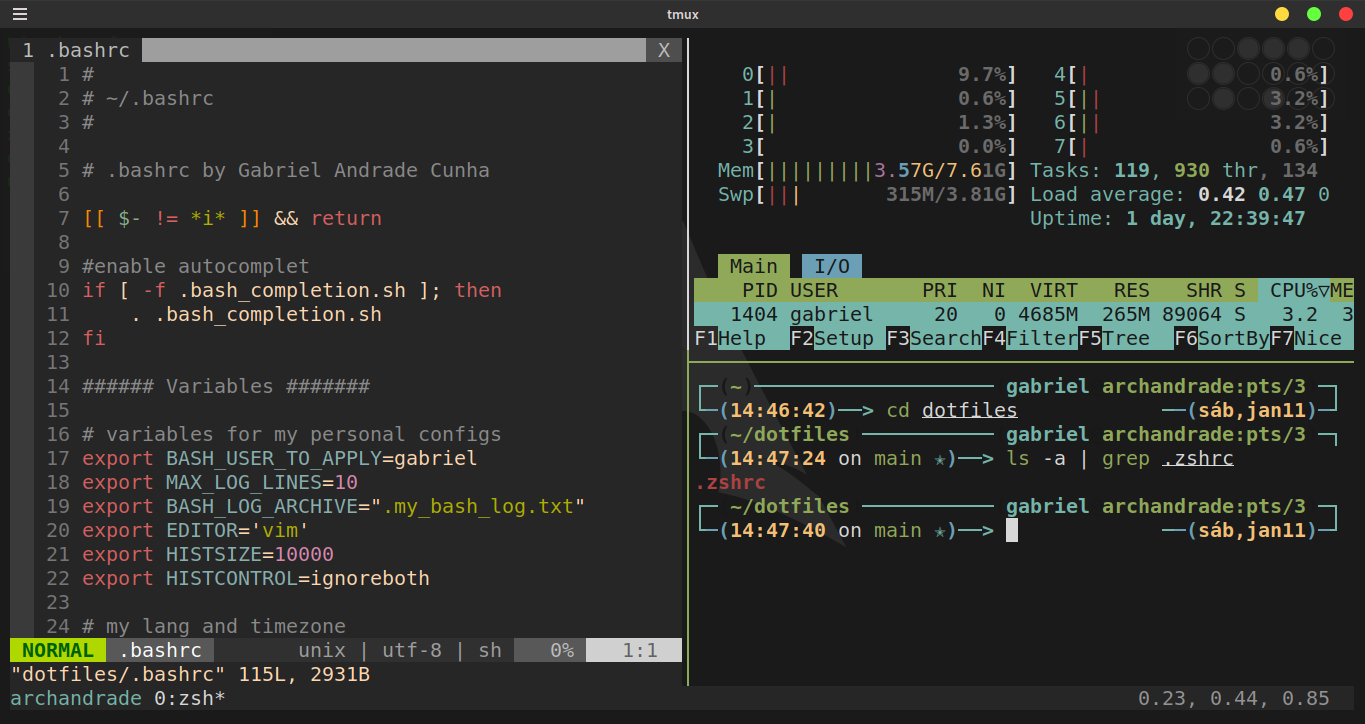 tmux
1 .bashrc X
1 #
2 # ~/.bashrc
3 #
4
5 # .bashrc by Gabriel Andrade Cunha
6
7 [[ $- != *i* ]] && return
8
9 #enable autocomplet
10 if [ -f .bash_completion.sh ]; then
11     . .bash_completion.sh
12 fi
13
14 ###### Variables #######
15
16 # variables for my personal configs
17 export BASH_USER_TO_APPLY=gabriel
18 export MAX_LOG_LINES=10
19 export BASH_LOG_ARCHIVE=".my_bash_log.txt"
20 export EDITOR='vim'
21 export HISTSIZE=10000
22 export HISTCONTROL=ignoreboth
23
24 # my lang and timezone
NORMAL .bashrc unix | utf-8 | sh 0% 1:1
"dotfiles/.bashrc" 115L, 2931B
0[|| 9.7%] 4[| 0.6%]
1[| 0.6%] 5[|| 3.2%]
2[| 1.3%] 6[|| 3.2%]
3[ 0.0%] 7[| 0.6%]
Mem[|||||||||3.57G/7.61G] Tasks: 119, 930 thr, 134
Swp[||| 315M/3.81G] Load average: 0.42 0.47 0
Uptime: 1 day, 22:39:47
Main I/O
PID USER PRI NI VIRT RES SHR S CPU%▽ME
1404 gabriel 20 0 4685M 265M 89064 S 3.2 3
F1Help F2Setup F3SearchF4FilterF5Tree F6SortByF7Nice
(~) gabriel archandrade:pts/3
(14:46:42)—> cd dotfiles —(sáb,jan11)
(~/dotfiles gabriel archandrade:pts/3
(14:47:24 on main ✭)—> ls -a | grep .zshrc
.zshrc
~/dotfiles gabriel archandrade:pts/3
(14:47:40 on main ✭)—> —(sáb,jan11)
archandrade 0:zsh* 0.23, 0.44, 0.85